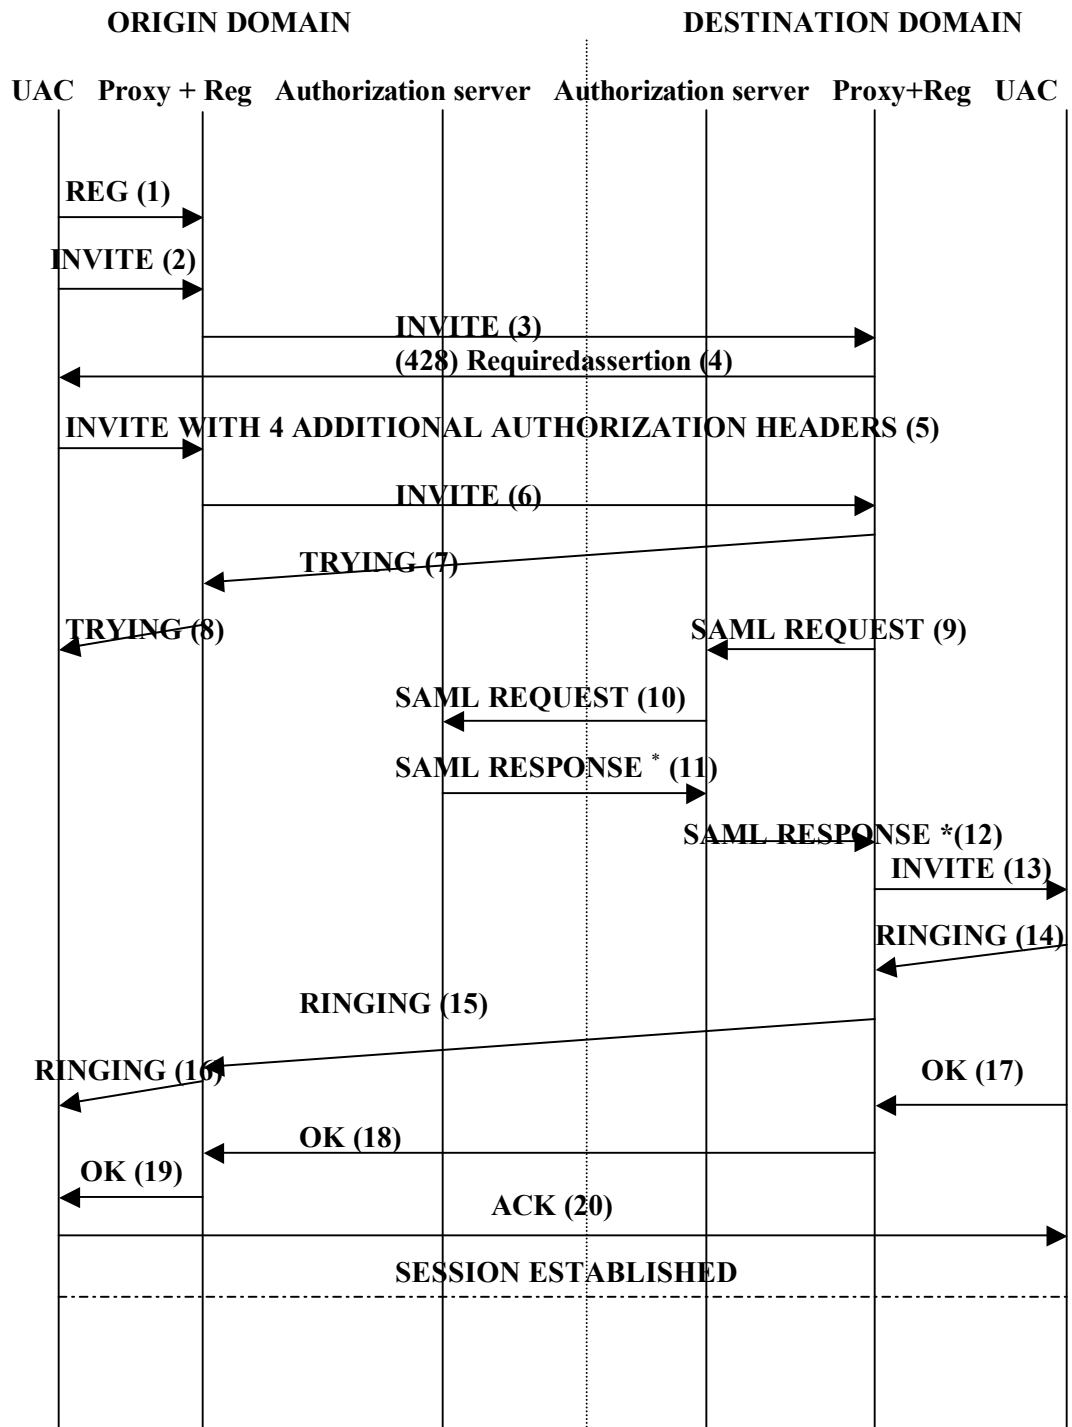 ORIGIN DOMAIN DESTINATION DOMAIN
UAC Proxy + Reg Authorization server Authorization server Proxy+Reg UAC
REG (1)
INVITE (2)
INVITE (3)
(428) Requiredassertion (4)
INVITE WITH 4 ADDITIONAL AUTHORIZATION HEADERS (5)
INVITE (6)
TRYING (7)
TRYING (8) SAML REQUEST (9)
SAML REQUEST (10)
SAML RESPONSE * (11)
SAML RESPONSE *(12)
INVITE (13)
RINGING (14)
RINGING (15)
RINGING (16) OK (17)
OK (18)
OK (19)
ACK (20)
SESSION ESTABLISHED